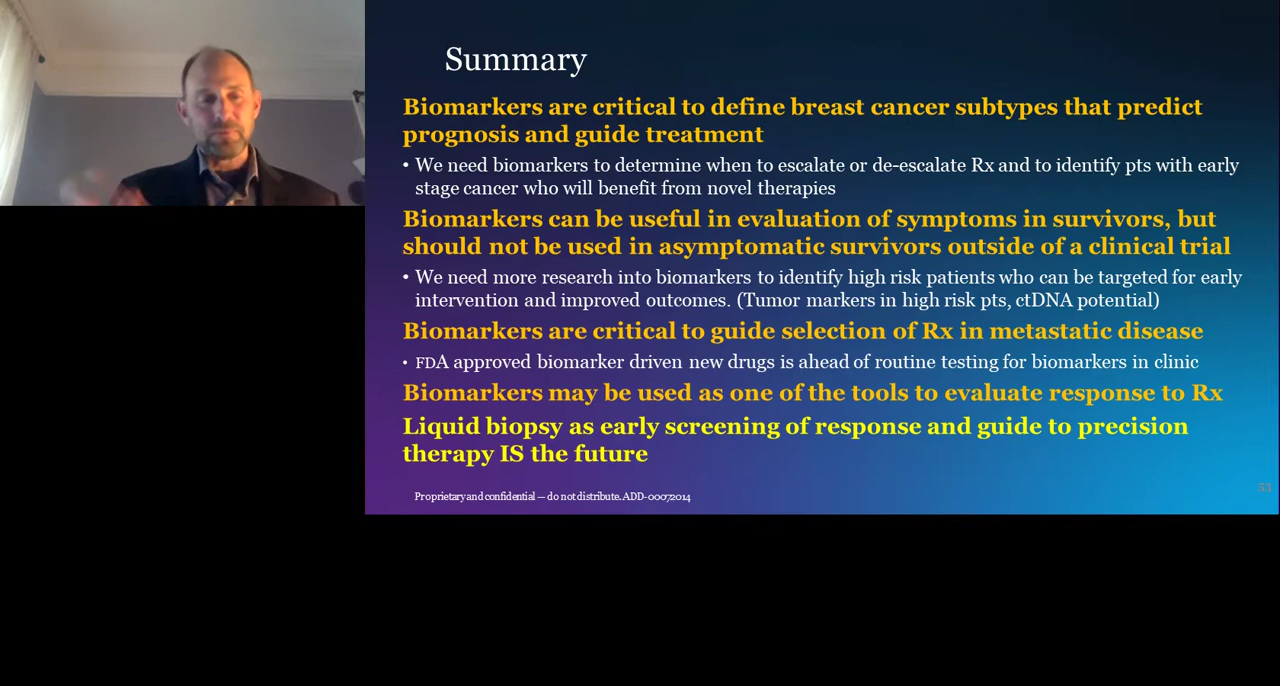 Summary
Biomarkers are critical to define breast cancer subtypes that predict
prognosis and guide treatment
• We need biomarkers to determine when to escalate or de-escalate Rx and to identify pts with early
stage cancer who will benefit from novel therapies
Biomarkers can be useful in evaluation of symptoms in survivors, but
should not be used in asymptomatic survivors outside of a clinical trial
• We need more research into biomarkers to identify high risk patients who can be targeted for early
intervention and improved outcomes. (Tumor markers in high risk pts, ctDNA potential)
Biomarkers are critical to guide selection of Rx in metastatic disease
• FDA approved biomarker driven new drugs is ahead of routine testing for biomarkers in clinic
Biomarkers may be used as one of the tools to evaluate response to Rx
Liquid biopsy as early screening of response and guide to precision
therapy IS the future
Proprietary and confidential — do not distribute. ADD-00072014
53